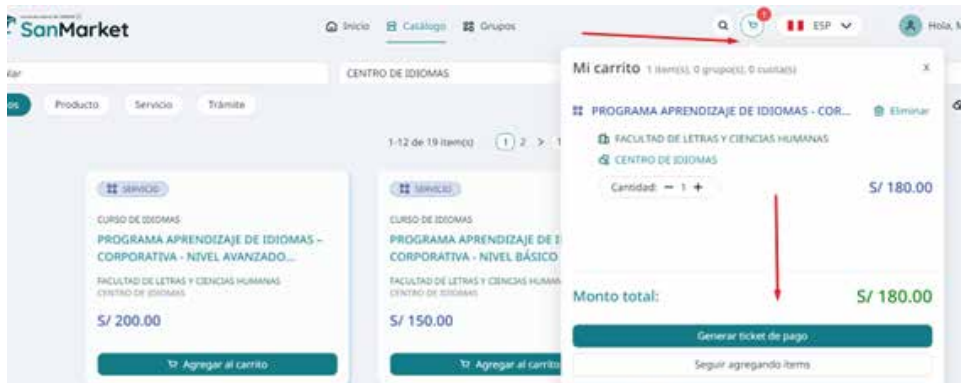 SanMarket
Inicio
Catálogo
Grupos
1
ESP
Hola,
CENTRO DE IDIOMAS
Producto
Servicio
Trámite
1-12 de 19 item(s)
1 2 >
SERVICIO
CURSO DE IDIOMAS
PROGRAMA APRENDIZAJE DE IDIOMAS –
CORPORATIVA - NIVEL AVANZADO...
FACULTAD DE LETRAS Y CIENCIAS HUMANAS
CENTRO DE IDIOMAS
S/ 200.00
Agregar al carrito
SERVICIO
CURSO DE IDIOMAS
PROGRAMA APRENDIZAJE DE
CORPORATIVA - NIVEL BÁSICO
FACULTAD DE LETRAS Y CIENCIAS
CENTRO DE IDIOMAS
S/ 150.00
Agregar al carrito
Mi carrito 1 item(s), 0 grupo(s), 0 cuota(s)
x
PROGRAMA APRENDIZAJE DE IDIOMAS - COR...
Eliminar
FACULTAD DE LETRAS Y CIENCIAS HUMANAS
CENTRO DE IDIOMAS
Cantidad: − 1 +
S/ 180.00
Monto total: S/ 180.00
Generar ticket de pago
Seguir agregando items